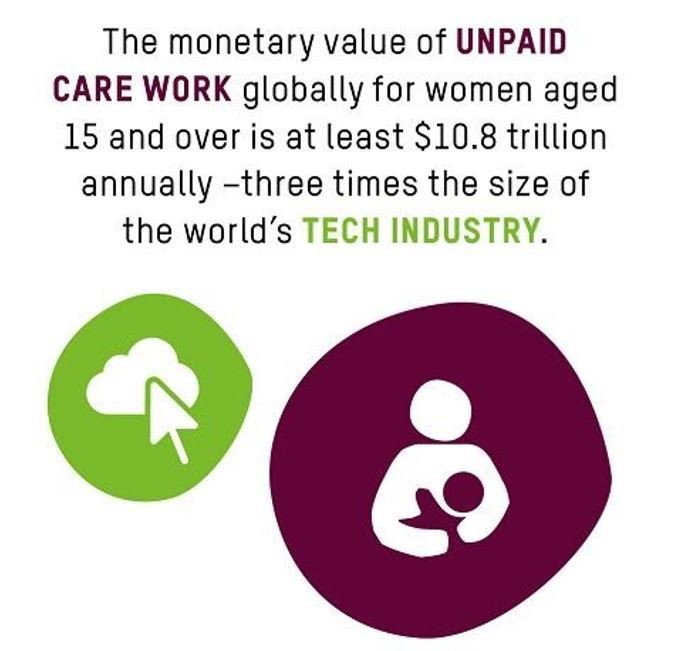 The monetary value of UNPAID
CARE WORK globally for women aged
15 and over is at least $10.8 trillion
annually –three times the size of
the world's TECH INDUSTRY.